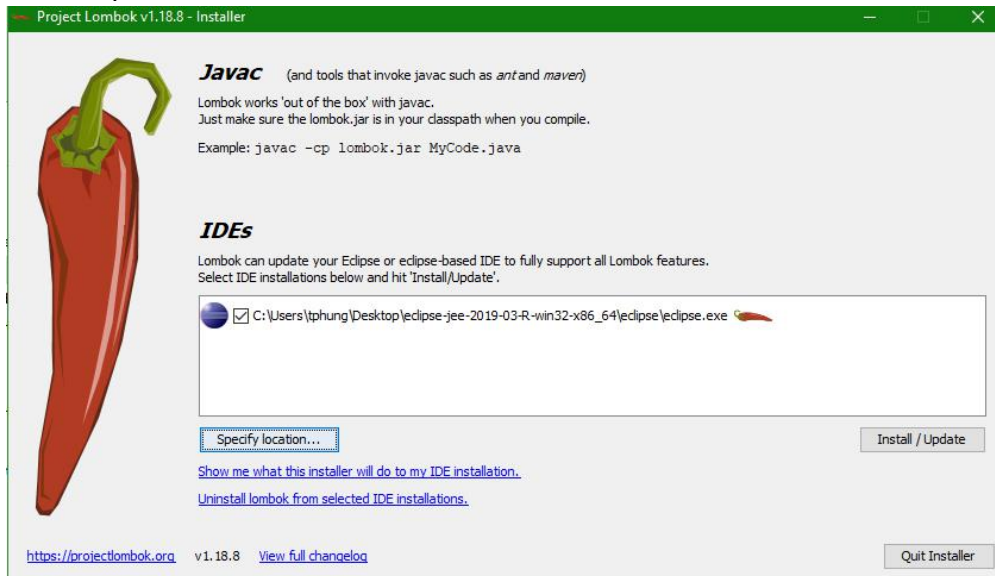 Project Lombok v1.18.8 - Installer
Javac (and tools that invoke javac such as ant and maven)
Lombok works 'out of the box' with javac.
Just make sure the lombok.jar is in your classpath when you compile.
Example: javac -cp lombok.jar MyCode.java
IDEs
Lombok can update your Eclipse or eclipse-based IDE to fully support all Lombok features.
Select IDE installations below and hit 'Install/Update'.
C:\Users\tphung\Desktop\eclipse-jee-2019-03-R-win32-x86_64\eclipse\eclipse.exe
Specify location... Install / Update
Show me what this installer will do to my IDE installation.
Uninstall lombok from selected IDE installations.
https://projectlombok.org v1.18.8 View full changelog Quit Installer